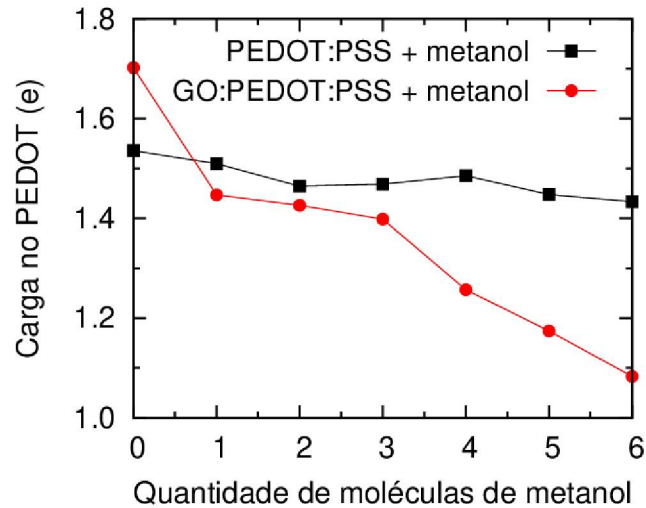 1.8
PEDOT:PSS + metanol
GO:PEDOT:PSS + metanol
1.6
1.4
1.2
1.0
Carga no PEDOT (e)
0 1 2 3 4 5 6
Quantidade de moléculas de metanol